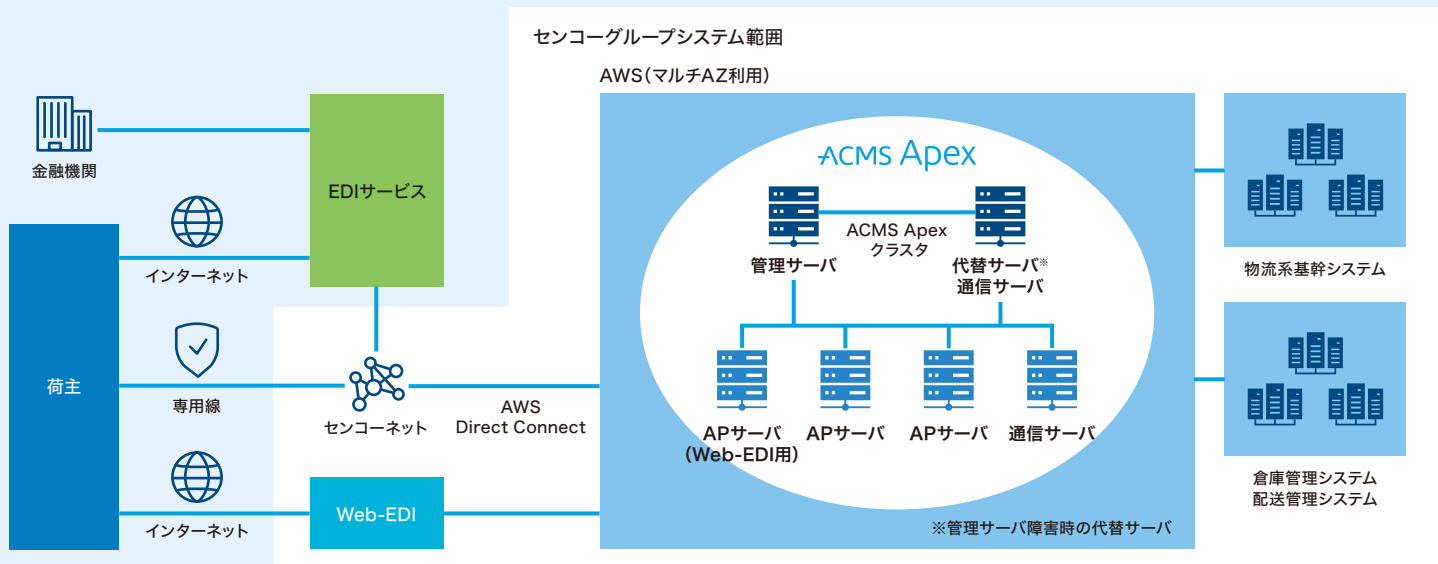 センコーグループシステム範囲
AWS(マルチAZ利用)
金融機関
EDIサービス
インターネット
荷主
専用線
センコーネット
AWS
Direct Connect
インターネット
Web-EDI
ACMS Apex
ACMS Apex
クラスタ
管理サーバ
代替サーバ※
通信サーバ
APサーバ
(Web-EDI用)
APサーバ
APサーバ
通信サーバ
※管理サーバ障害時の代替サーバ
物流系基幹システム
倉庫管理システム
配送管理システム